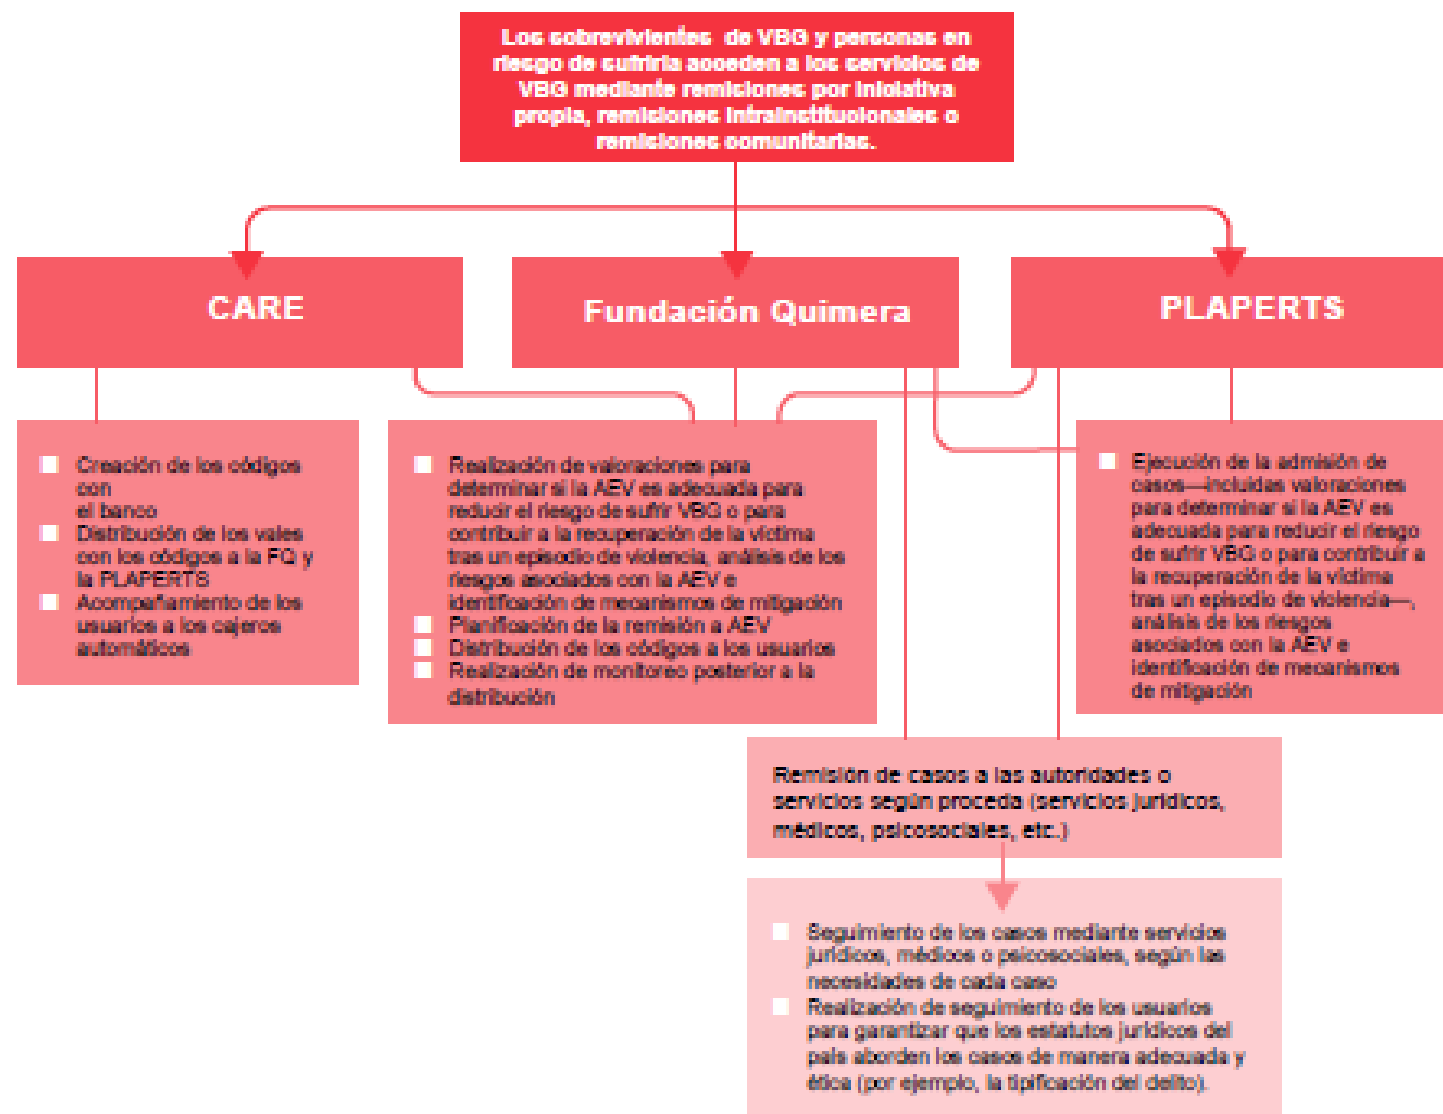 Los sobrevivientes de VBG y personas en
riesgo de sufrirla acceden a los servicios de
VBG mediante remisiones por iniciativa
propia, remisiones intrainstitucionales o
remisiones comunitarias.
CARE
Fundación Quimera
PLAPERTS
Creación de los códigos
con
el banco
Distribución de los vales
con los códigos a la FQ y
la PLAPERTS
Acompañamiento de los
usuarios a los cajeros
automáticos
Realización de valoraciones para
determinar si la AEV es adecuada para
reducir el riesgo de sufrir VBG o para
contribuir a la recuperación de la víctima
tras un episodio de violencia, análisis de los
riesgos asociados con la AEV e
identificación de mecanismos de mitigación
Planificación de la remisión a AEV
Distribución de los códigos a los usuarios
Realización de monitoreo posterior a la
distribución
Ejecución de la admisión de
casos—incluidas valoraciones
para determinar si la AEV es
adecuada para reducir el riesgo
de sufrir VBG o para contribuir a
la recuperación de la víctima
tras un episodio de violencia—,
análisis de los riesgos
asociados con la AEV e
identificación de mecanismos
de mitigación
Remisión de casos a las autoridades o
servicios según proceda (servicios jurídicos,
médicos, psicosociales, etc.)
Seguimiento de los casos mediante servicios
jurídicos, médicos o psicosociales, según las
necesidades de cada caso
Realización de seguimiento de los usuarios
para garantizar que los estatutos jurídicos del
país aborden los casos de manera adecuada y
ética (por ejemplo, la tipificación del delito).